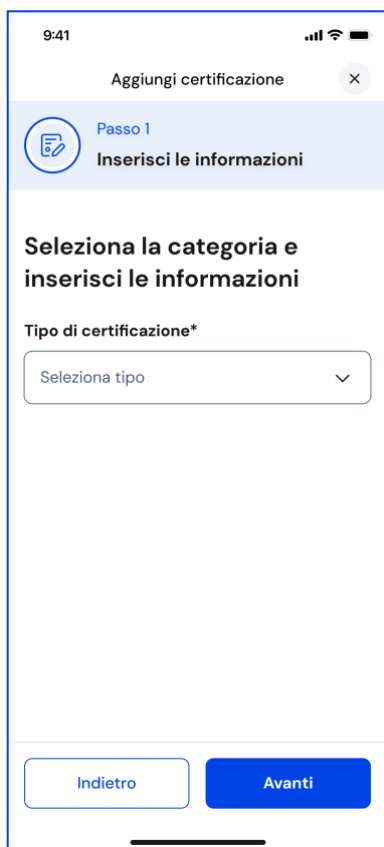 9:41
Aggiungi certificazione
Passo 1
Inserisci le informazioni
Seleziona la categoria e
inserisci le informazioni
Tipo di certificazione*
Seleziona tipo
Indietro
Avanti